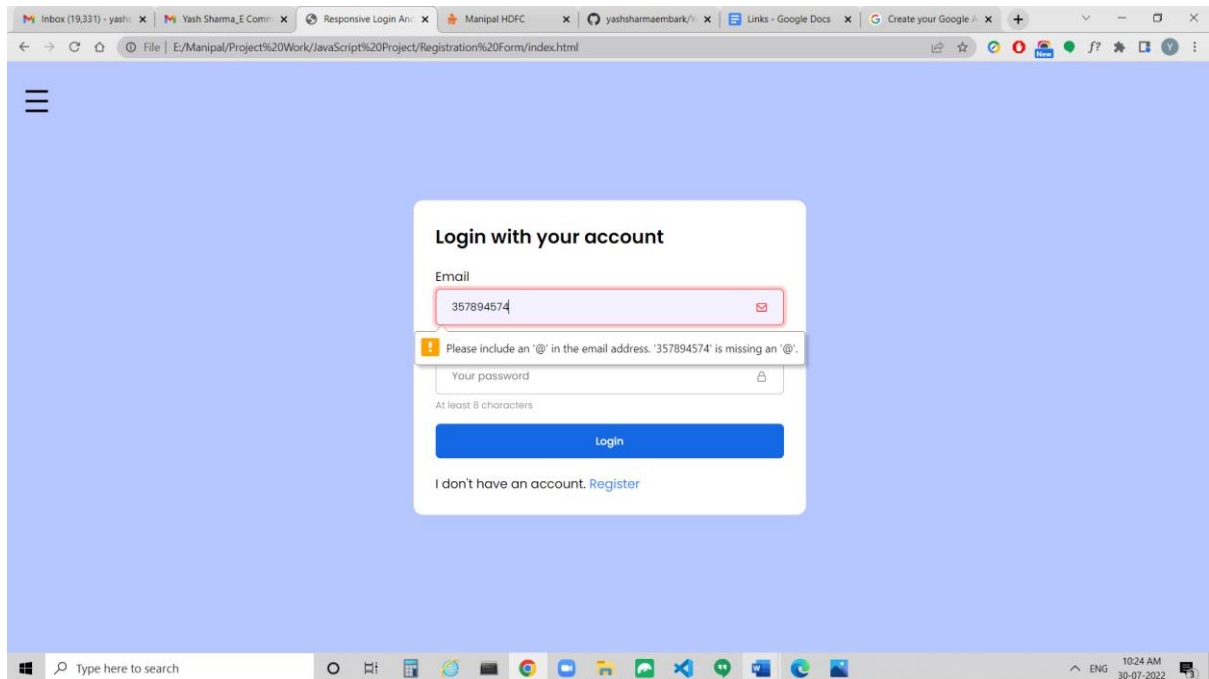 Inbox (19,331) - yash
Yash Sharma_E Comm
Responsive Login And
Manipal HDFC
yashsharmaembark/
Links - Google Docs
Create your Google A
File | E:/Manipal/Project%20Work/JavaScript%20Project/Registration%20Form/index.html
New
f?
Y
Login with your account
Email
357894574
Please include an '@' in the email address. '357894574' is missing an '@'.
Your password
At least 8 characters
Login
I don't have an account. Register
Type here to search
ENG
10:24 AM
30-07-2022
3